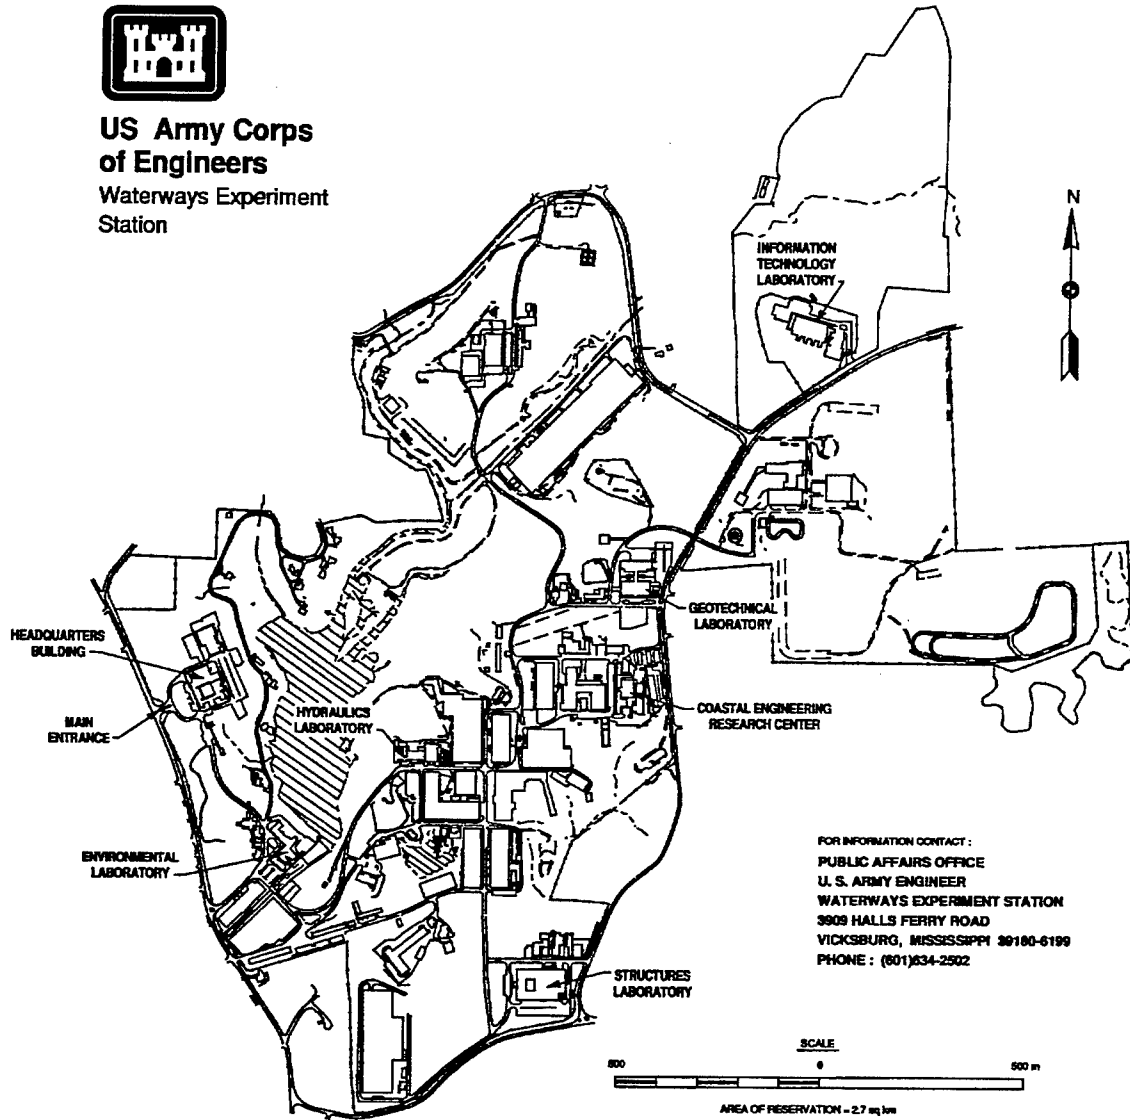 US Army Corps
of Engineers
Waterways Experiment
Station
N
INFORMATION
TECHNOLOGY
LABORATORY
HEADQUARTERS
BUILDING
MAIN
ENTRANCE
HYDRAULICS
LABORATORY
GEOTECHNICAL
LABORATORY
COASTAL ENGINEERING
RESEARCH CENTER
ENVIRONMENTAL
LABORATORY
STRUCTURES
LABORATORY
FOR INFORMATION CONTACT :
PUBLIC AFFAIRS OFFICE
U. S. ARMY ENGINEER
WATERWAYS EXPERIMENT STATION
3909 HALLS FERRY ROAD
VICKSBURG, MISSISSIPPI 39180-6199
PHONE : (601)634-2502
SCALE
500 0 500 m
AREA OF RESERVATION = 2.7 sq km